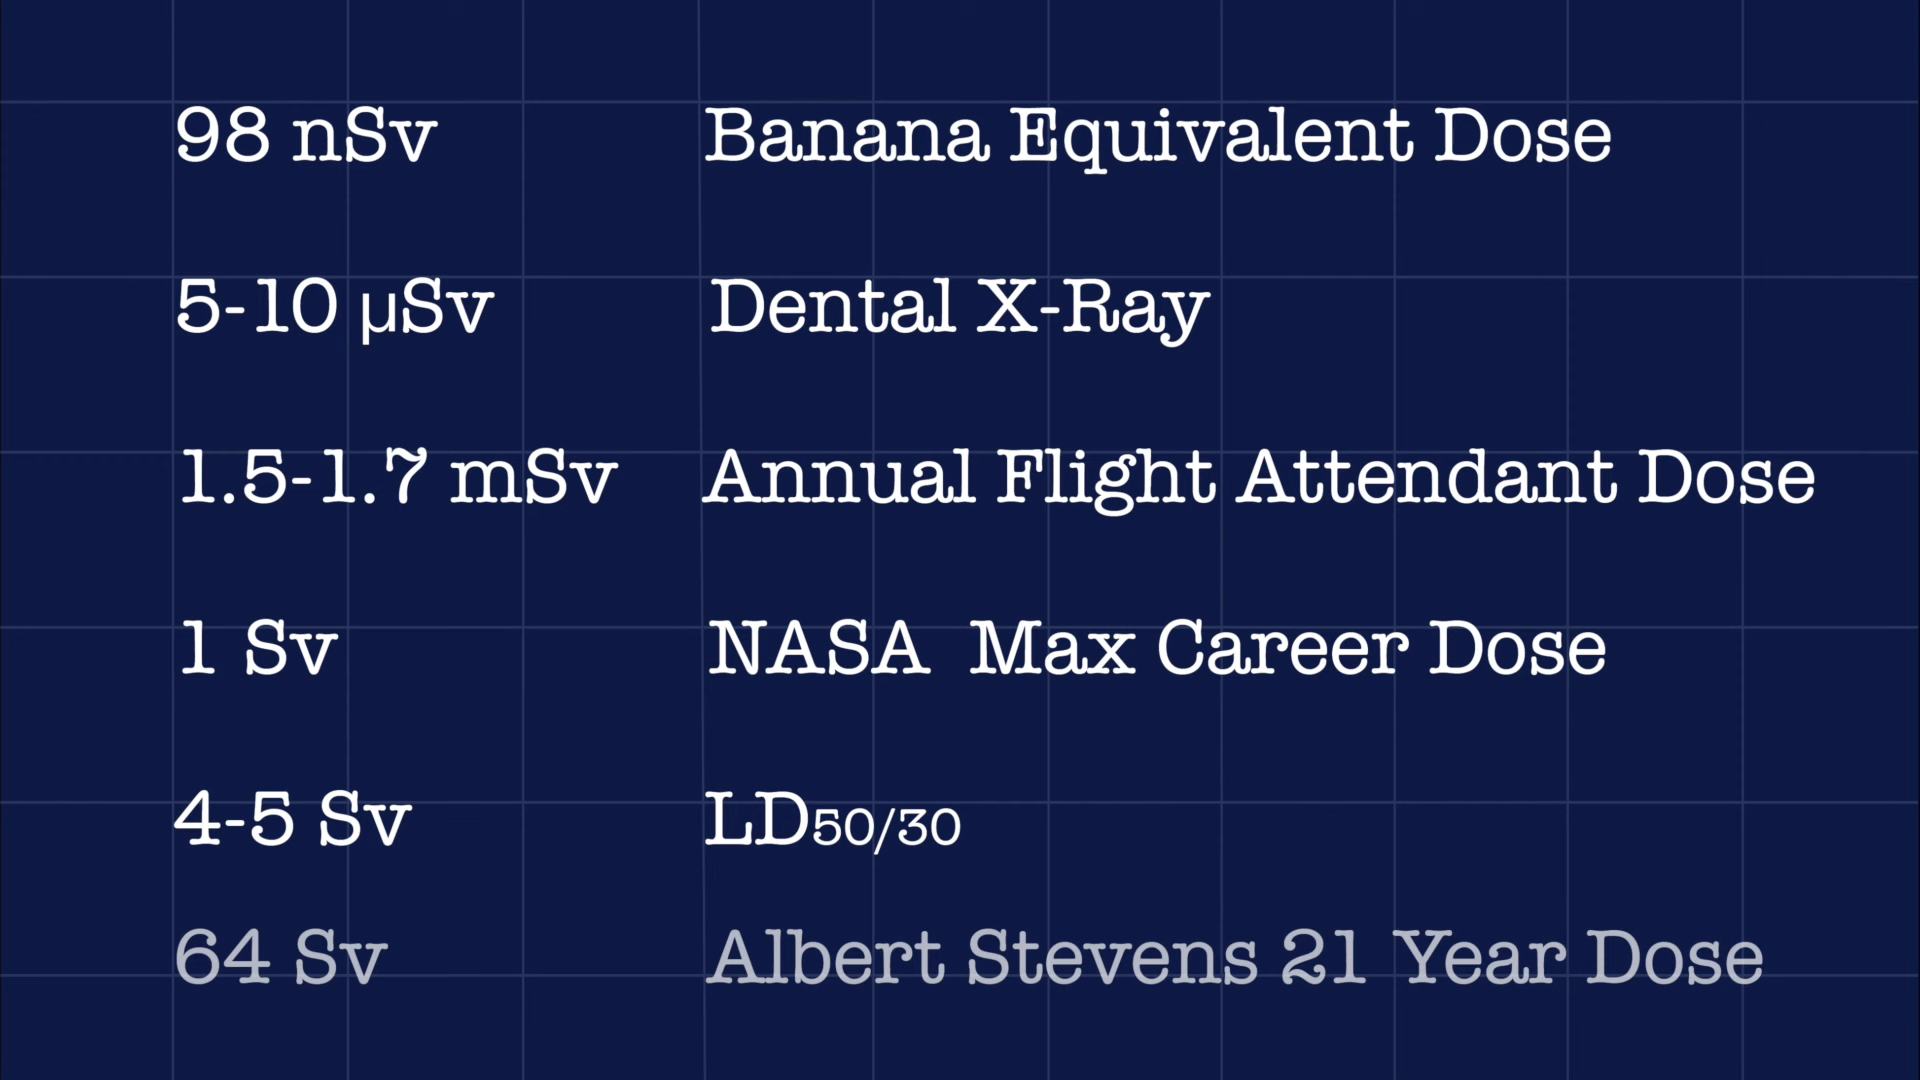 98 nSv Banana Equivalent Dose
5-10 µSv Dental X-Ray
1.5-1.7 mSv Annual Flight Attendant Dose
1 Sv NASA Max Career Dose
4-5 Sv LD50/30
64 Sv Albert Stevens 21 Year Dose